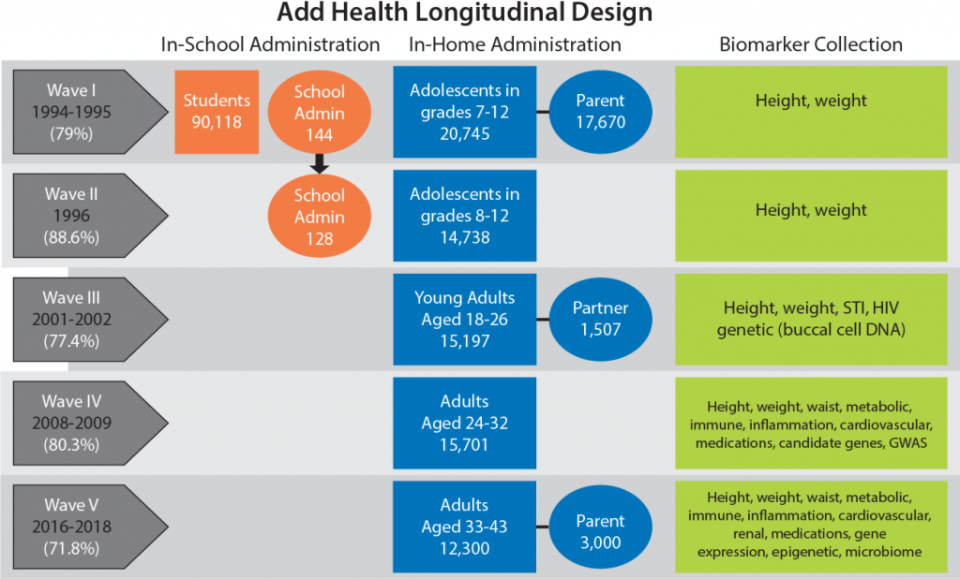 Add Health Longitudinal Design
In-School Administration
In-Home Administration
Biomarker Collection
Wave I
1994-1995
(79%)
Students
90,118
School
Admin
144
Adolescents in
grades 7-12
20,745
Parent
17,670
Height, weight
Wave II
1996
(88.6%)
School
Admin
128
Adolescents in
grades 8-12
14,738
Height, weight
Wave III
2001-2002
(77.4%)
Young Adults
Aged 18-26
15,197
Partner
1,507
Height, weight, STI, HIV
genetic (buccal cell DNA)
Wave IV
2008-2009
(80.3%)
Adults
Aged 24-32
15,701
Height, weight, waist, metabolic,
immune, inflammation, cardiovascular,
medications, candidate genes, GWAS
Wave V
2016-2018
(71.8%)
Adults
Aged 33-43
12,300
Parent
3,000
Height, weight, waist, metabolic,
immune, inflammation, cardiovascular,
renal, medications, gene
expression, epigenetic, microbiome